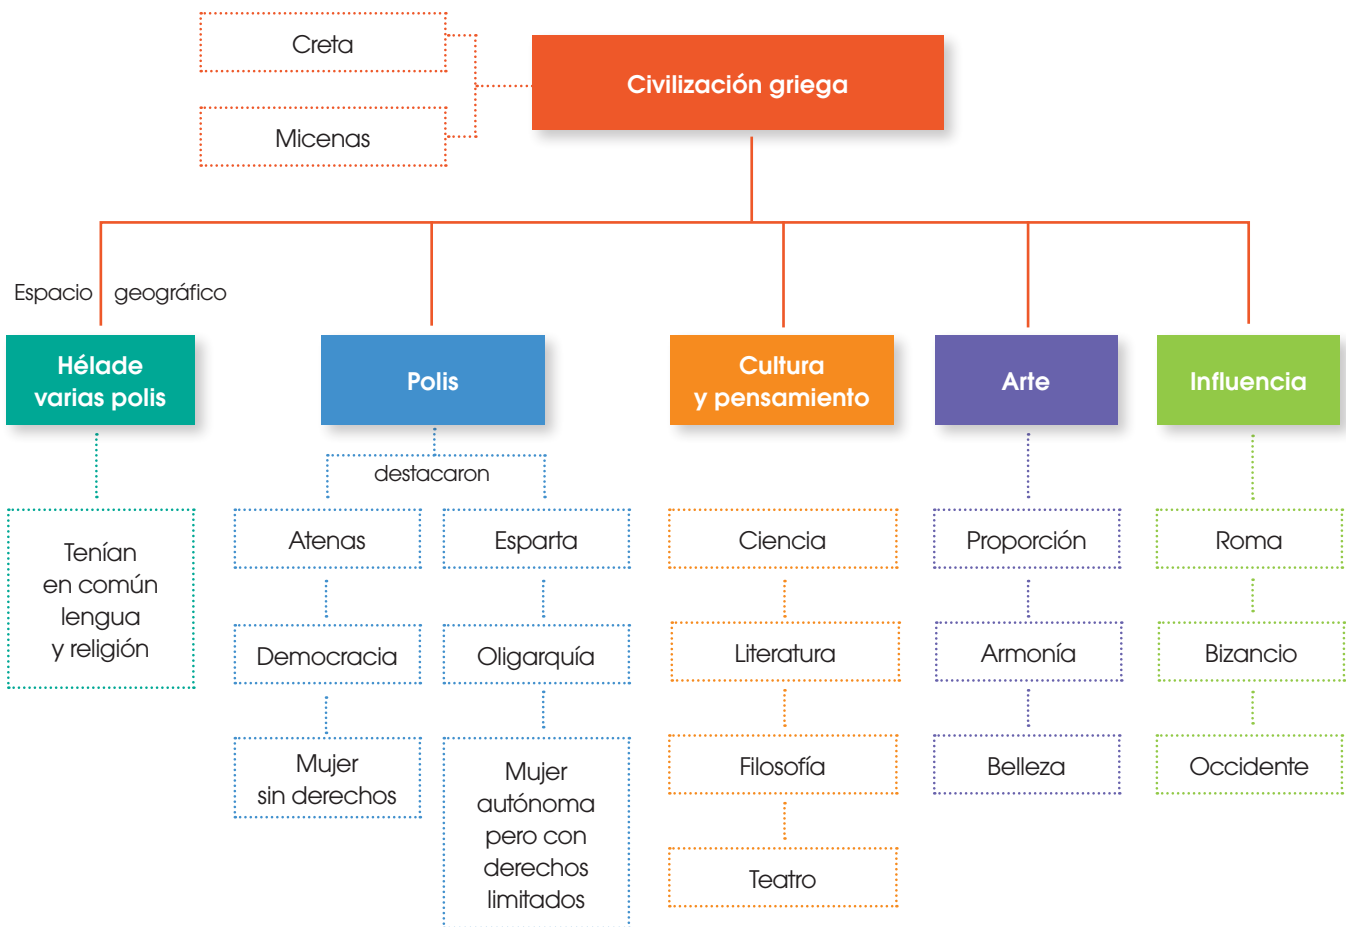 Creta
Micenas
Civilización griega
Espacio geográfico
Hélade
varias polis
Tenían
en común
lengua
y religión
Polis
destacaron
Atenas
Democracia
Mujer
sin derechos
Esparta
Oligarquía
Mujer
autónoma
pero con
derechos
limitados
Cultura
y pensamiento
Ciencia
Literatura
Filosofía
Teatro
Arte
Proporción
Armonía
Belleza
Influencia
Roma
Bizancio
Occidente